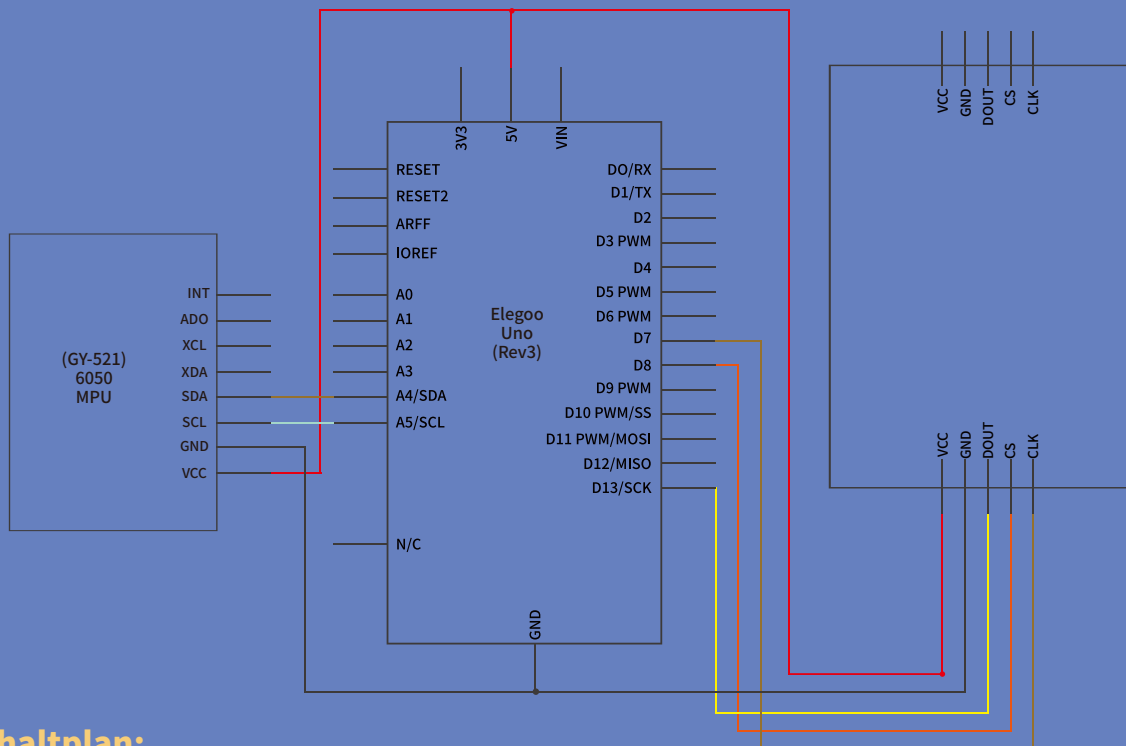 (GY-521)
6050
MPU
INT
ADO
XCL
XDA
SDA
SCL
GND
VCC
3V3
5V
VIN
RESET
RESET2
ARFF
IOREF
A0
A1
A2
A3
A4/SDA
A5/SCL
N/C
Elegoo
Uno
(Rev3)
DO/RX
D1/TX
D2
D3 PWM
D4
D5 PWM
D6 PWM
D7
D8
D9 PWM
D10 PWM/SS
D11 PWM/MOSI
D12/MISO
D13/SCK
GND
VCC
GND
DOUT
CS
CLK
VCC
GND
DOUT
CS
CLK
haltplan: